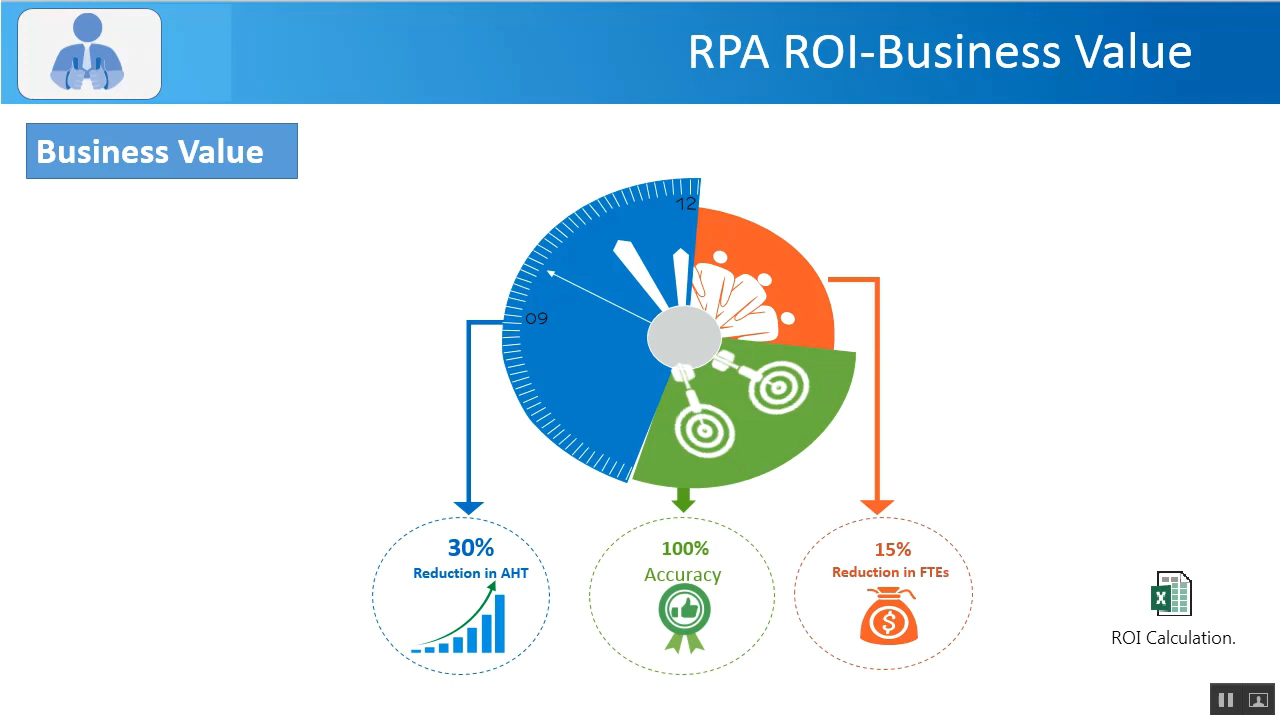 RPA ROI-Business Value
Business Value
12
09
30%
Reduction in AHT
100%
Accuracy
15%
Reduction in FTEs
$
X
ROI Calculation.